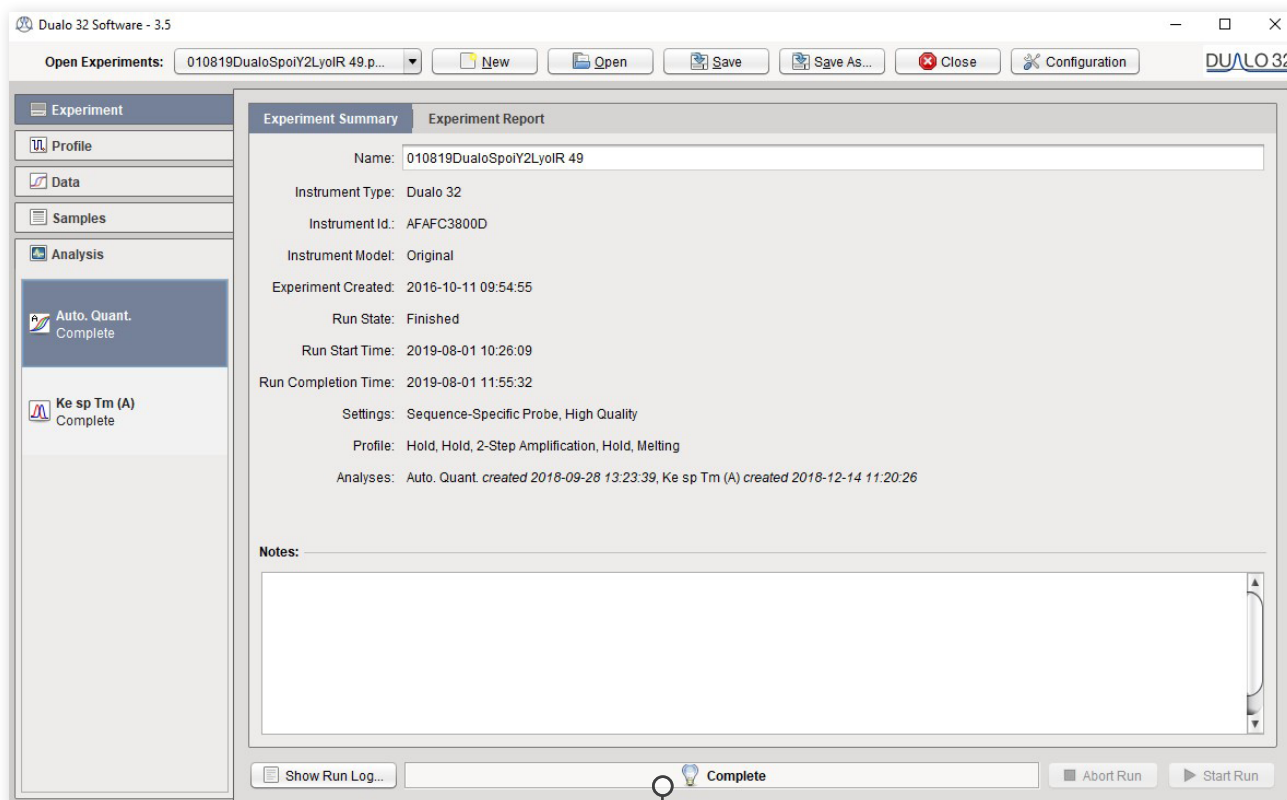 Dualo 32 Software - 3.5
Open Experiments: 010819DualoSpoiY2LyoIR 49.p... New Open Save Save As... Close Configuration DUALO 32
Experiment
Profile
Data
Samples
Analysis
Auto. Quant.
Complete
Ke sp Tm (A)
Complete
Experiment Summary Experiment Report
Name: 010819DualoSpoiY2LyoIR 49
Instrument Type: Dualo 32
Instrument Id.: AFAFC3800D
Instrument Model: Original
Experiment Created: 2016-10-11 09:54:55
Run State: Finished
Run Start Time: 2019-08-01 10:26:09
Run Completion Time: 2019-08-01 11:55:32
Settings: Sequence-Specific Probe, High Quality
Profile: Hold, Hold, 2-Step Amplification, Hold, Melting
Analyses: Auto. Quant. created 2018-09-28 13:23:39, Ke sp Tm (A) created 2018-12-14 11:20:26
Notes:
Show Run Log... Complete Abort Run Start Run